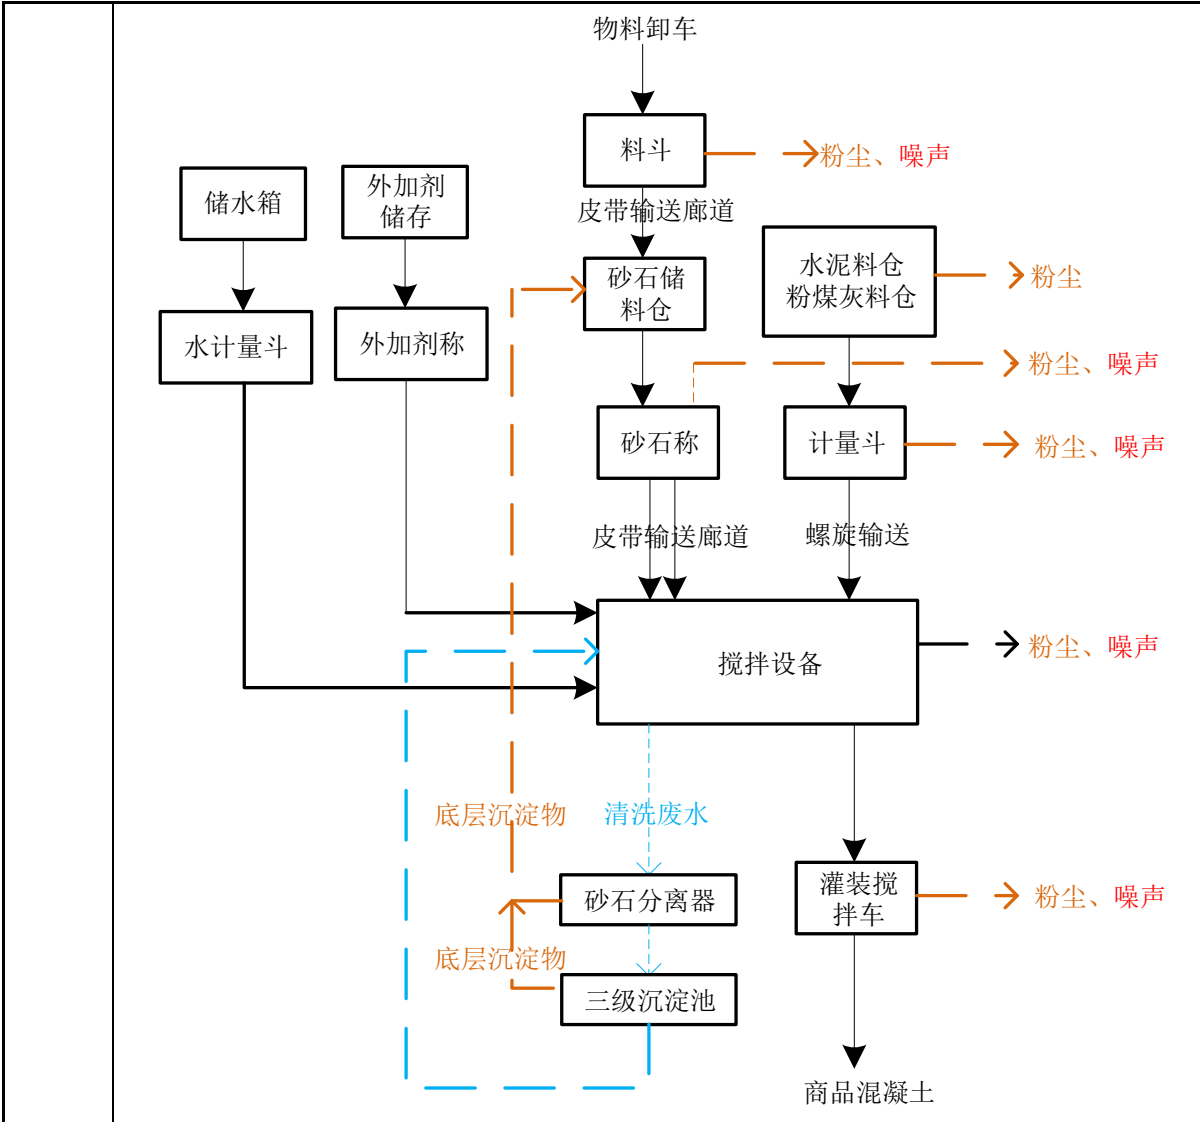 物料卸车
料斗
粉尘、噪声
储水箱
外加剂
储存
皮带输送廊道
水泥料仓
粉煤灰料仓
粉尘
砂石储
料仓
水计量斗
外加剂称
粉尘、噪声
砂石称
计量斗
粉尘、噪声
皮带输送廊道
螺旋输送
搅拌设备
粉尘、噪声
底层沉淀物
清洗废水
砂石分离器
灌装搅
拌车
粉尘、噪声
底层沉淀物
三级沉淀池
商品混凝土